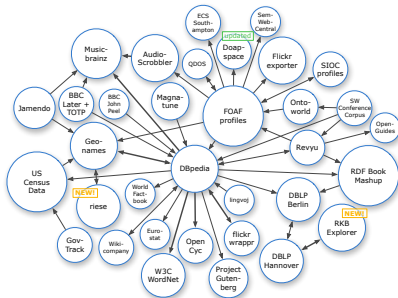 ECS
South-
ampton
Sem-
Web-
Central
updated
Doap-
space
Music-
brainz
Audio-
Scrobbler
QDOS
Flickr
exporter
SIOC
profiles
BBC
Later +
TOTP
BBC
John
Peel
Magna-
tune
FOAF
profiles
Onto-
world
SW
Conference
Corpus
Jamendo
Open-
Guides
Geo-
names
Revyu
DBpedia
US
Census
Data
RDF Book
Mashup
NEW!
riese
World
Fact-
book
lingvoj
DBLP
Berlin
NEW!
RKB
Explorer
Gov-
Track
Wiki-
company
Euro-
stat
Open
Cyc
flickr
wrappr
DBLP
Hannover
W3C
WordNet
Project
Guten-
berg